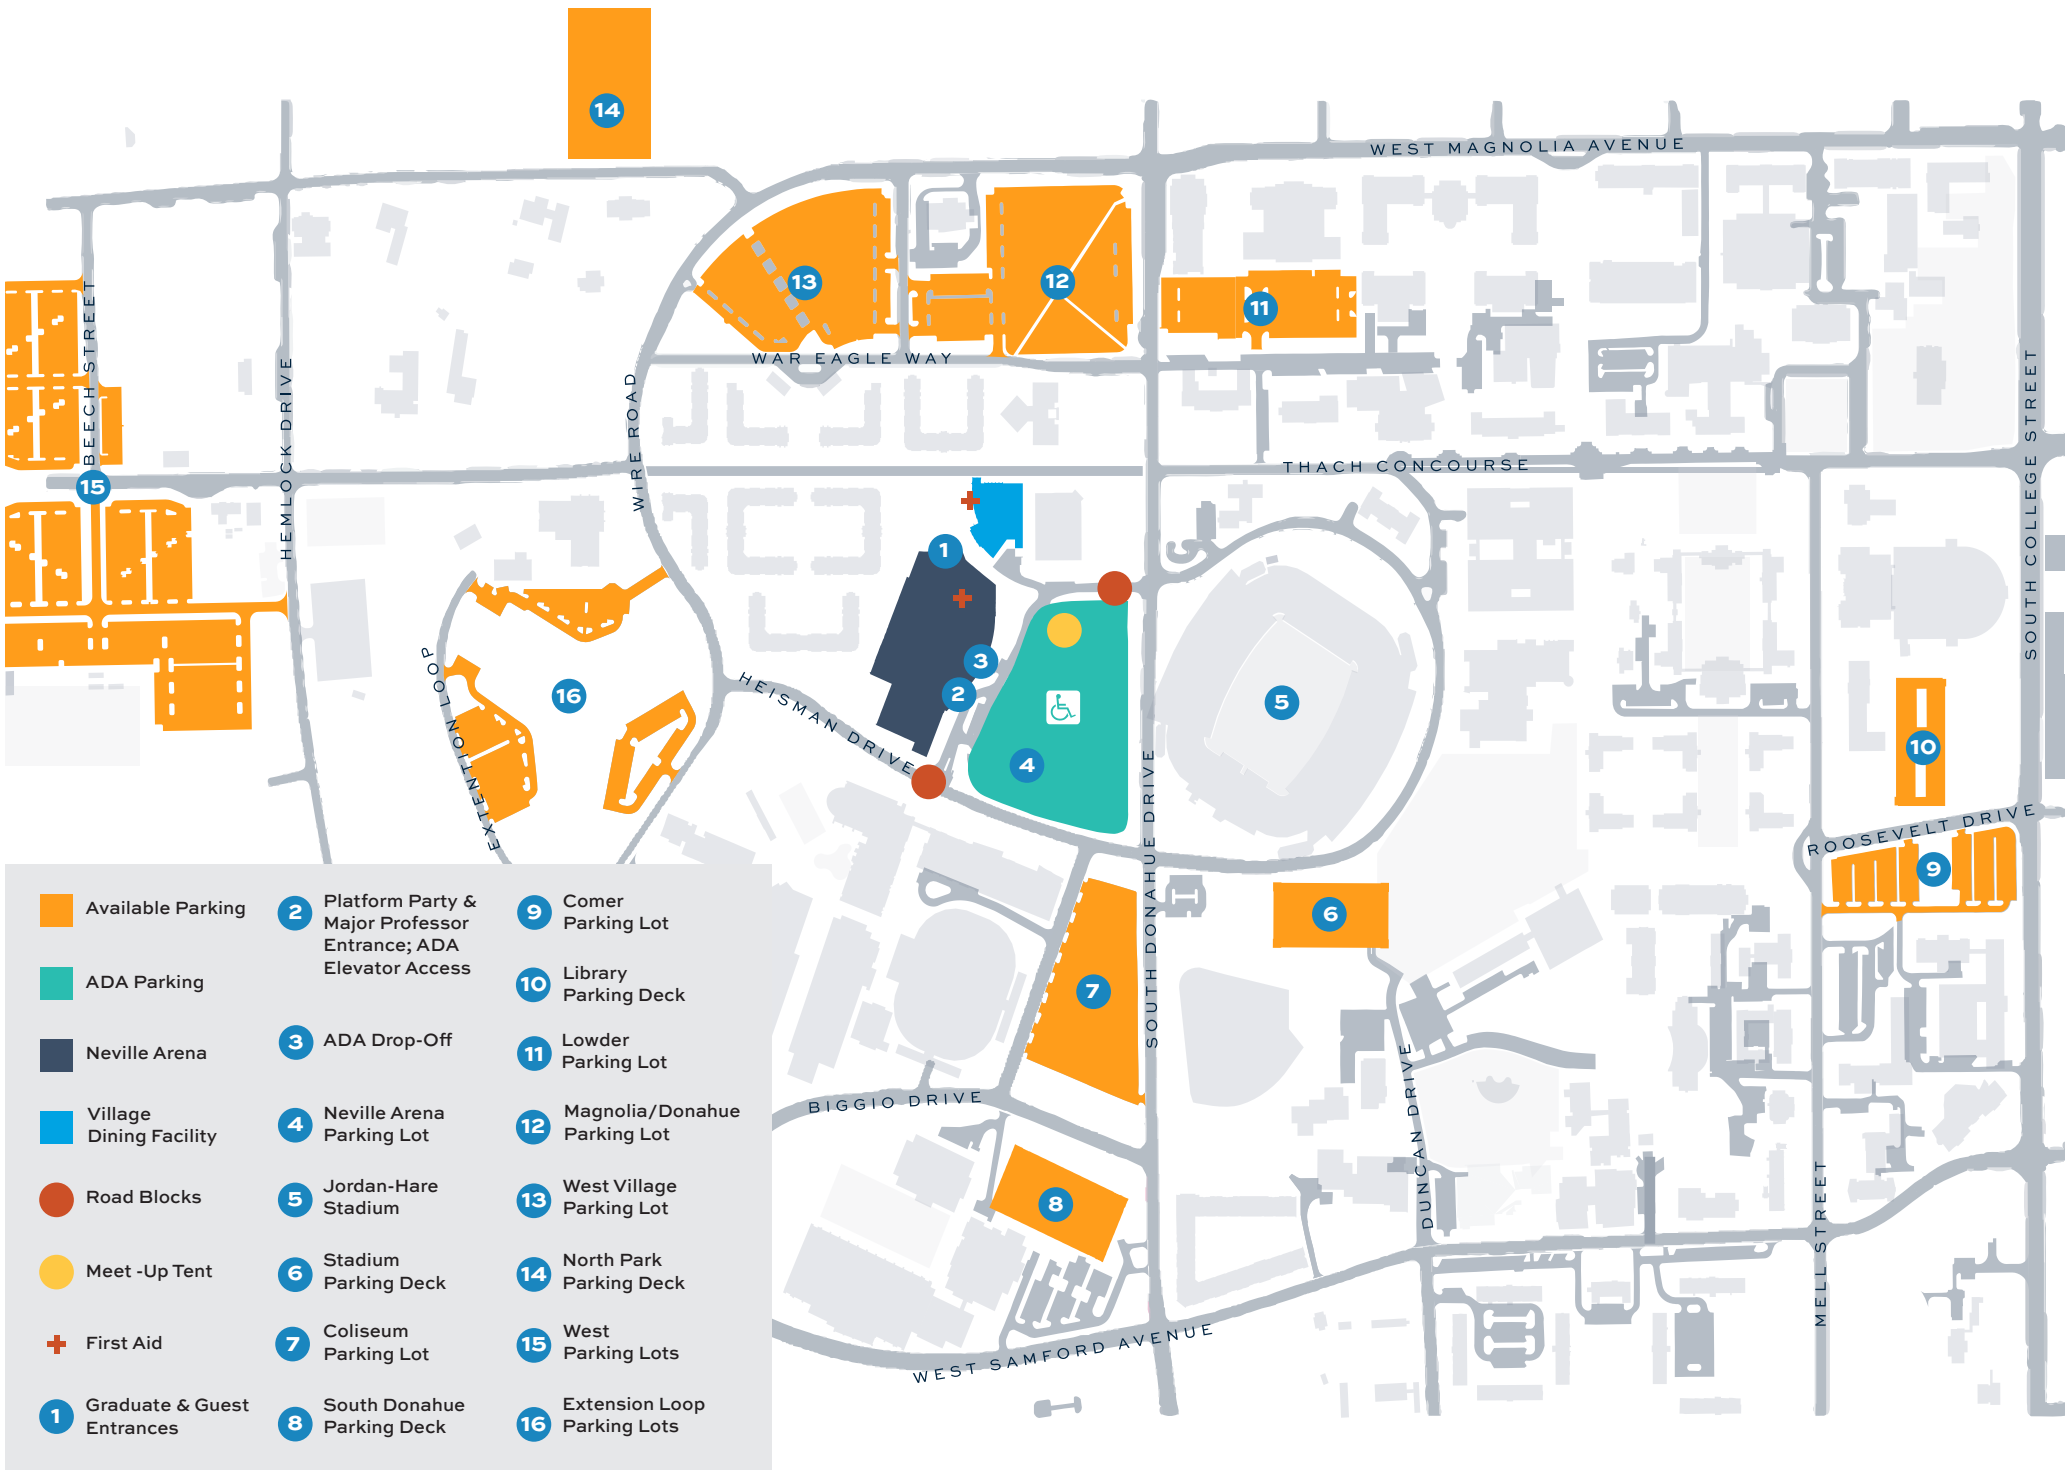 14
WEST MAGNOLIA AVENUE
13
12
11
WAR EAGLE WAY
BEECH STREET
HEMLOCK DRIVE
WIRE ROAD
THACH CONCOURSE
SOUTH COLLEGE STREET
15
1
3
2
16
5
4
HEISMAN DRIVE
EXTENTION LOOP
SOUTH DONAHUE DRIVE
10
ROOSEVELT DRIVE
9
6
7
DUNCAN DRIVE
BIGGIO DRIVE
8
MELL STREET
WEST SAMFORD AVENUE
Available Parking
ADA Parking
Neville Arena
Village
Dining Facility
Road Blocks
Meet -Up Tent
First Aid
1
Graduate & Guest
Entrances
2
Platform Party &
Major Professor
Entrance; ADA
Elevator Access
3
ADA Drop-Off
4
Neville Arena
Parking Lot
5
Jordan-Hare
Stadium
6
Stadium
Parking Deck
7
Coliseum
Parking Lot
8
South Donahue
Parking Deck
9
Comer
Parking Lot
10
Library
Parking Deck
11
Lowder
Parking Lot
12
Magnolia/Donahue
Parking Lot
13
West Village
Parking Lot
14
North Park
Parking Deck
15
West
Parking Lots
16
Extension Loop
Parking Lots